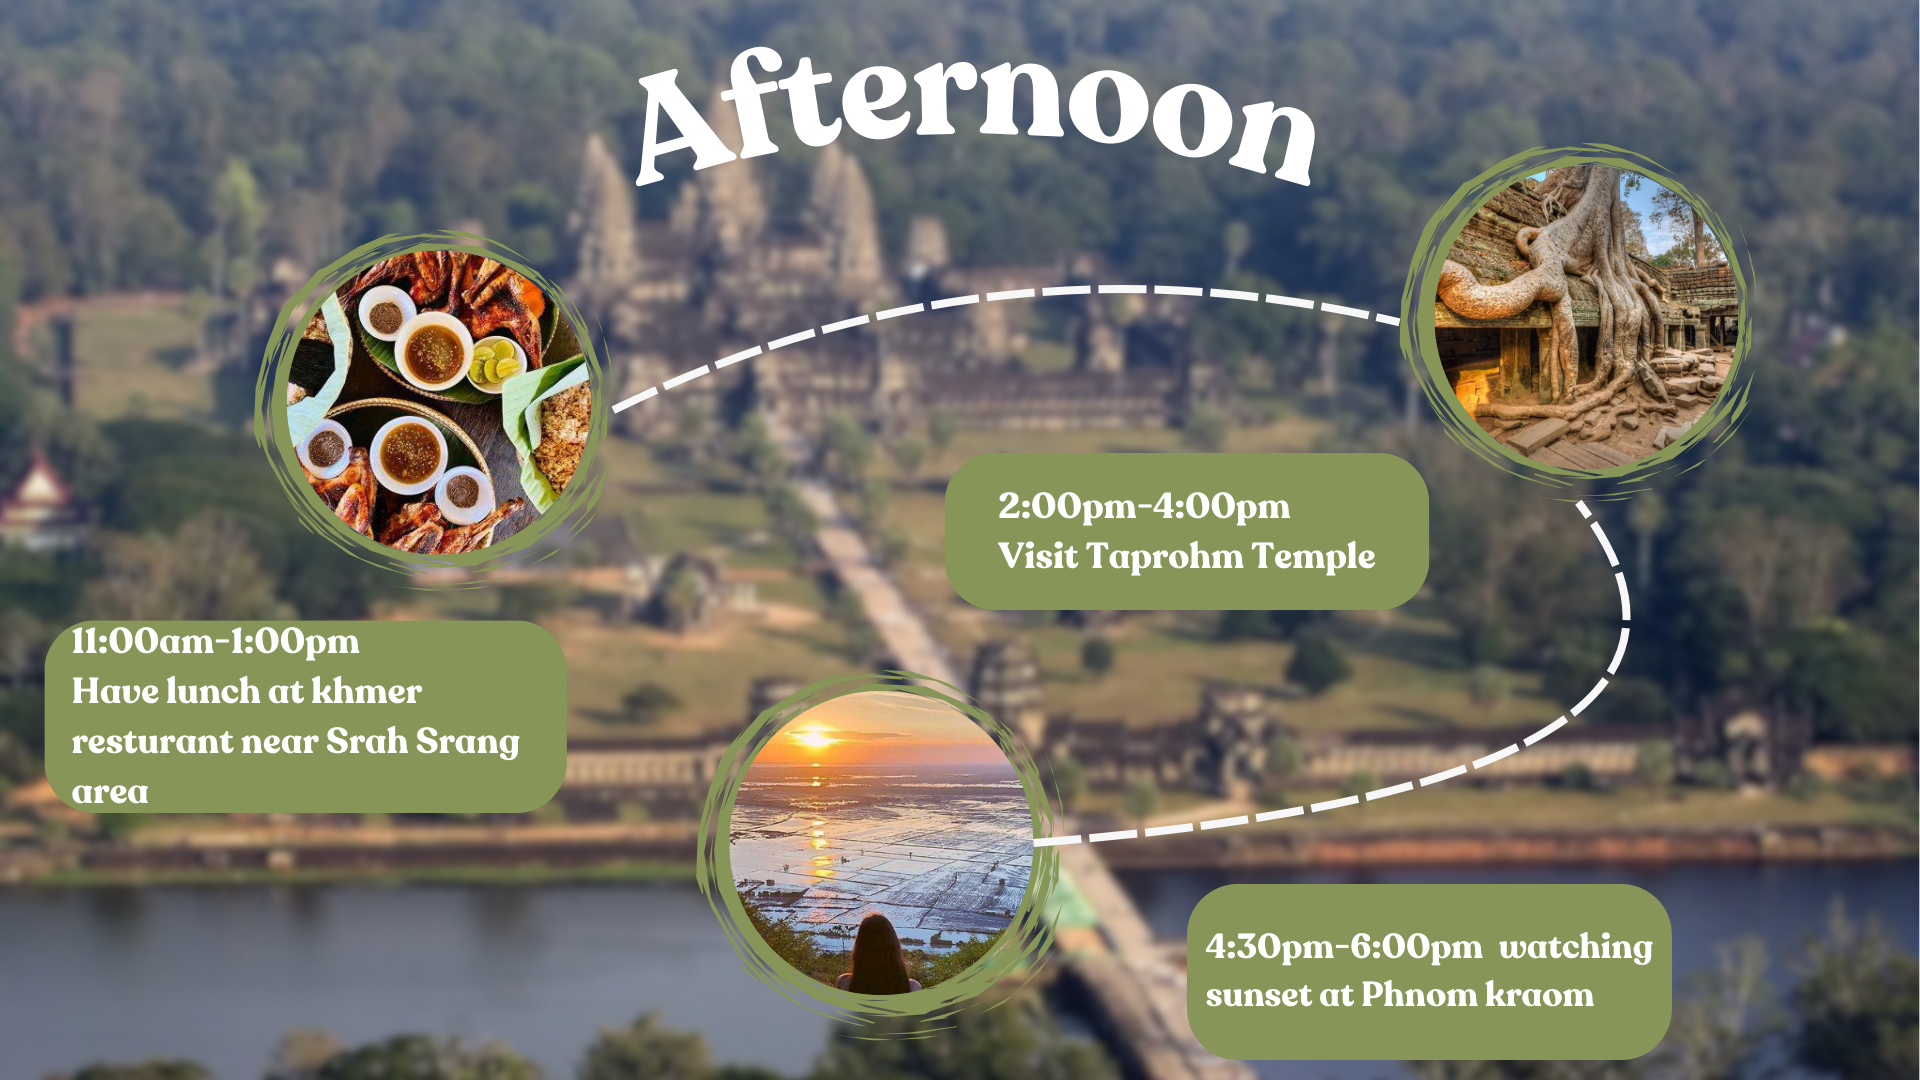 Afternoon
11:00am-1:00pm
Have lunch at khmer
resturant near Srah Srang
area
2:00pm-4:00pm
Visit Taprohm Temple
4:30pm-6:00pm  watching
sunset at Phnom kraom